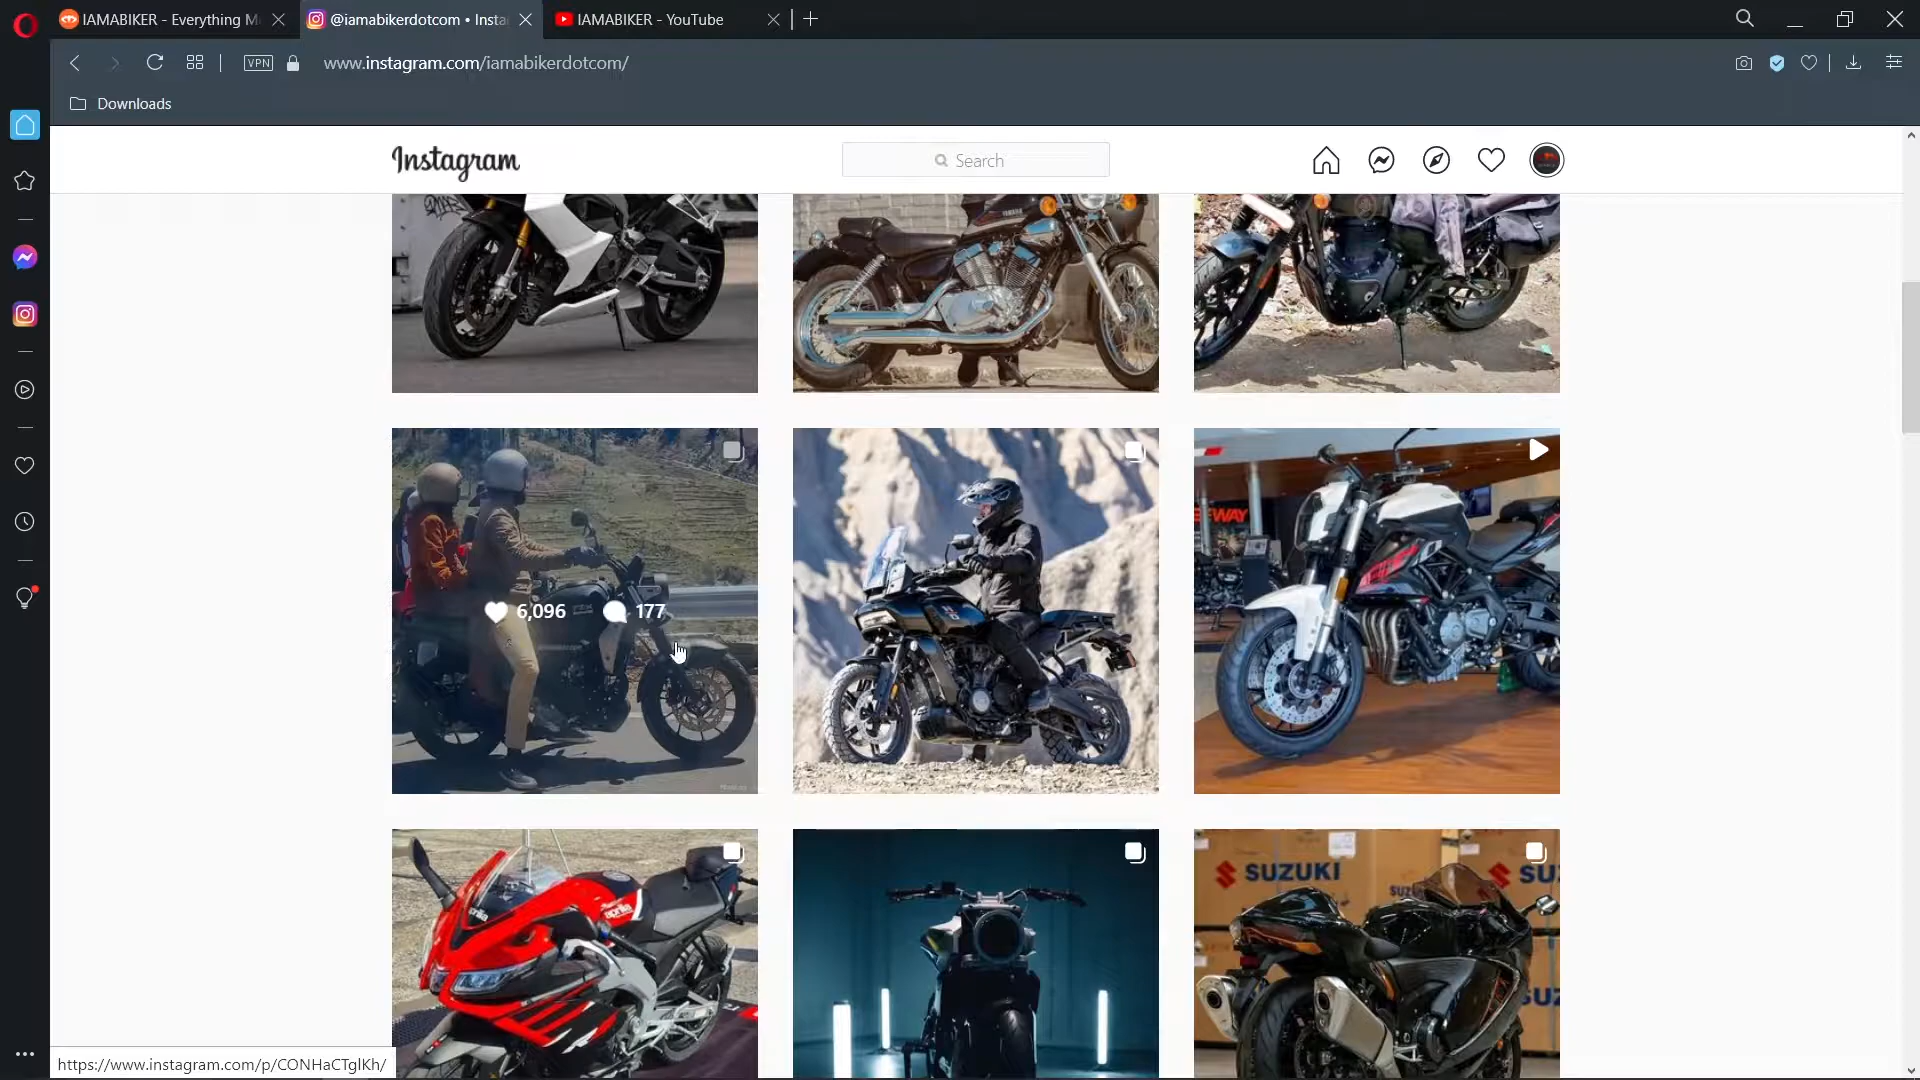 IAMABIKER - Everything M
@iamabikerdotcom • Insta
IAMABIKER - YouTube
VPN
www.instagram.com/iamabikerdotcom/
Downloads
Instagram
Search
6,096
177
SUZUKI
aprilia
https://www.instagram.com/p/CONHaCTglKh/